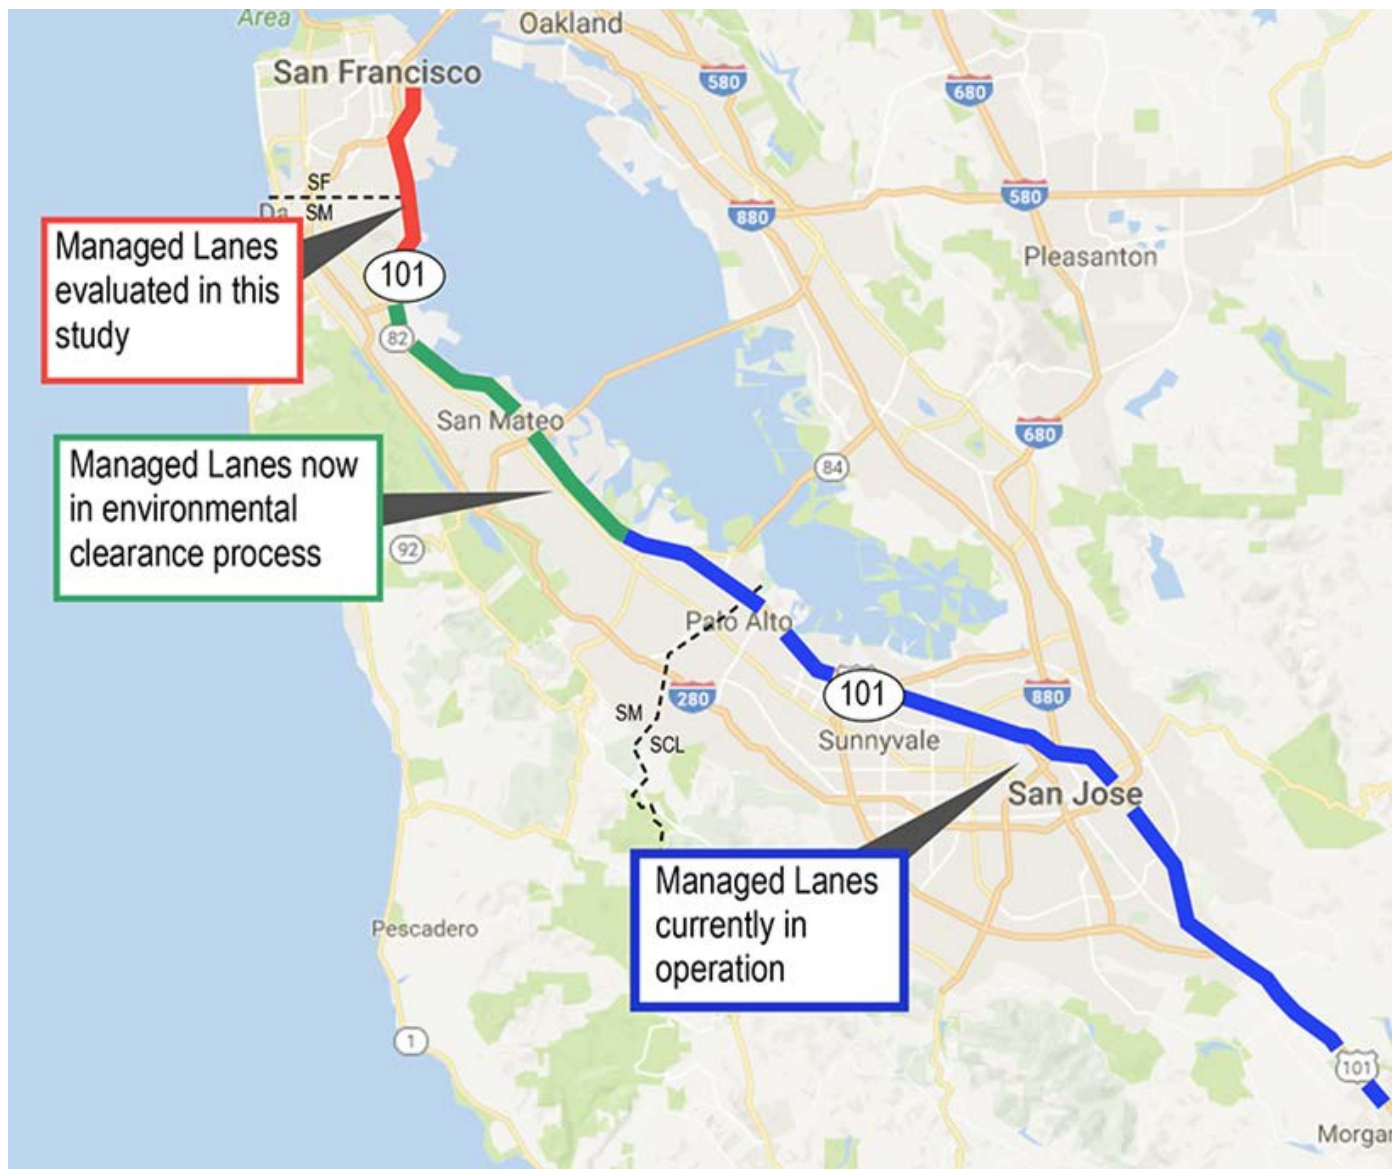 Area
Oakland
San Francisco
580
680
SF
SM
Da
880
580
Managed Lanes
evaluated in this
study
Pleasanton
101
82
San Mateo
680
Managed Lanes now
in environmental
clearance process
84
92
Palo Alto
280
101
880
SM
SCL
Sunnyvale
San Jose
Managed Lanes
currently in
operation
Pescadero
1
101
Morgan